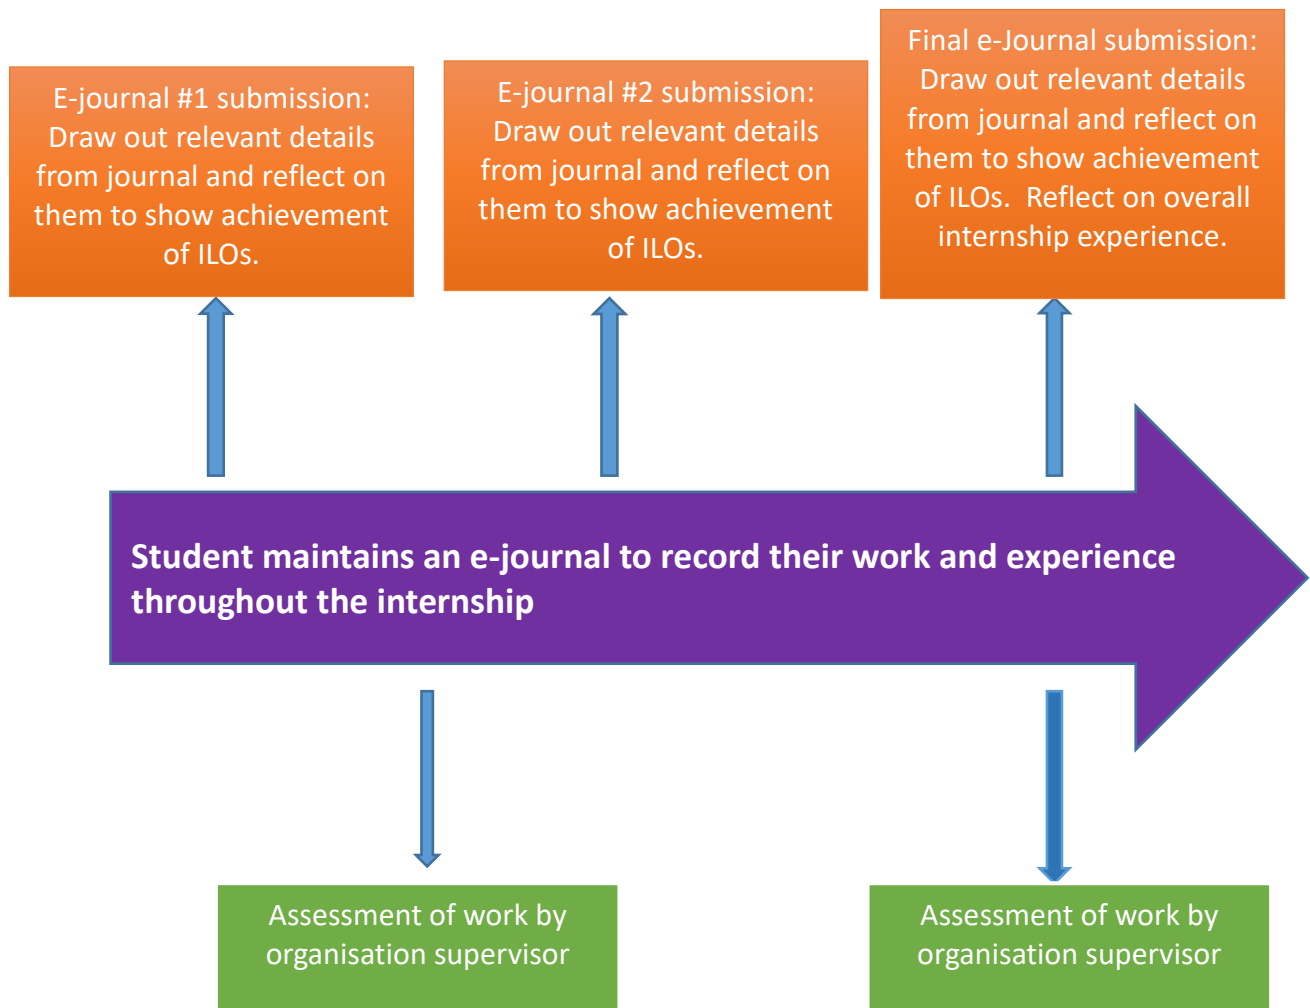 E-journal #1 submission:
Draw out relevant details
from journal and reflect on
them to show achievement
of ILOs.
E-journal #2 submission:
Draw out relevant details
from journal and reflect on
them to show achievement
of ILOs.
Final e-Journal submission:
Draw out relevant details
from journal and reflect on
them to show achievement
of ILOs.  Reflect on overall
internship experience.
Student maintains an e-journal to record their work and experience
throughout the internship
Assessment of work by
organisation supervisor
Assessment of work by
organisation supervisor